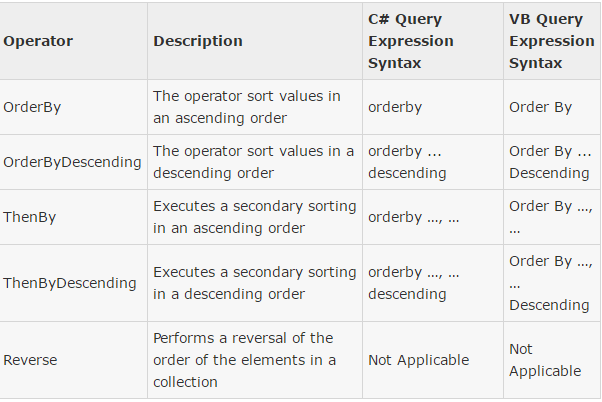 Operator
Description
C# Query
Expression
Syntax
VB Query
Expression
Syntax
OrderBy
The operator sort values in
an ascending order
orderby
Order By
OrderByDescending
The operator sort values in a
descending order
orderby ...
descending
Order By ...
Descending
ThenBy
Executes a secondary sorting
in an ascending order
orderby …, …
Order By …,
…
ThenByDescending
Executes a secondary sorting
in a descending order
orderby …, …
descending
Order By …,
…
Descending
Reverse
Performs a reversal of the
order of the elements in a
collection
Not Applicable
Not
Applicable